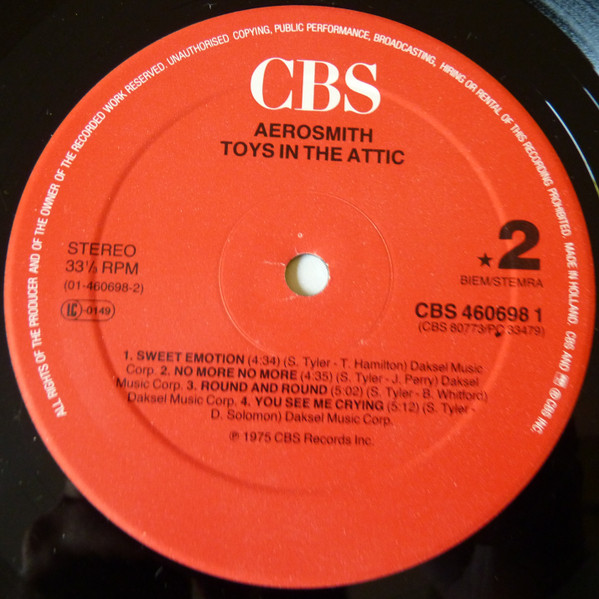 ALL RIGHTS OF THE PRODUCER AND OF THE OWNER OF THE RECORDED WORK RESERVED. UNAUTHORISED COPYING, PUBLIC PERFORMANCE, BROADCASTING, HIRING OR RENTAL OF THIS RECORDING PROHIBITED. MADE IN HOLLAND. CBS AND ® CBS INC.
CBS
AEROSMITH
TOYS IN THE ATTIC
STEREO
33⅓ RPM
(01-460698-2)
LC-0149
★2
BIEM/STEMRA
CBS 460698 1
(CBS 80773/PC 33479)
1. SWEET EMOTION (4:34) (S. Tyler - T. Hamilton) Daksel Music
Corp. 2. NO MORE NO MORE (4:35) (S. Tyler - J. Perry) Daksel
Music Corp. 3. ROUND AND ROUND (5:02) (S. Tyler - B. Whitford)
Daksel Music Corp. 4. YOU SEE ME CRYING (5:12) (S. Tyler -
D. Solomon) Daksel Music Corp.
℗ 1975 CBS Records Inc.